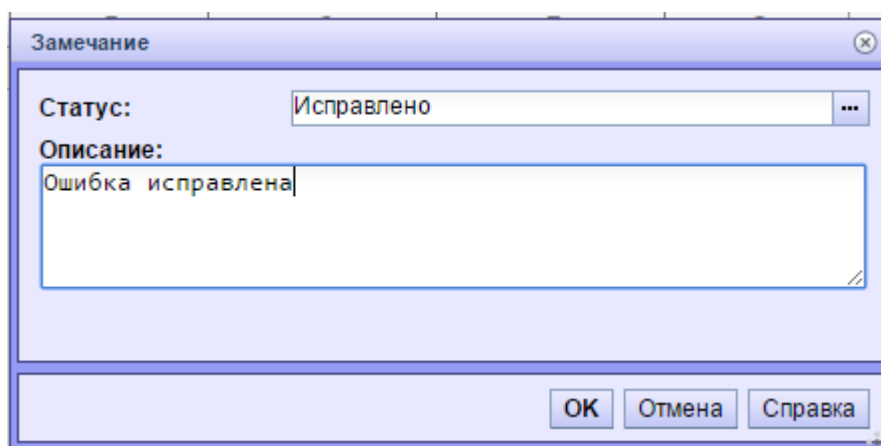 Замечание
Статус: Исправлено ...
Описание:
Ошибка исправлена
OK Отмена Справка